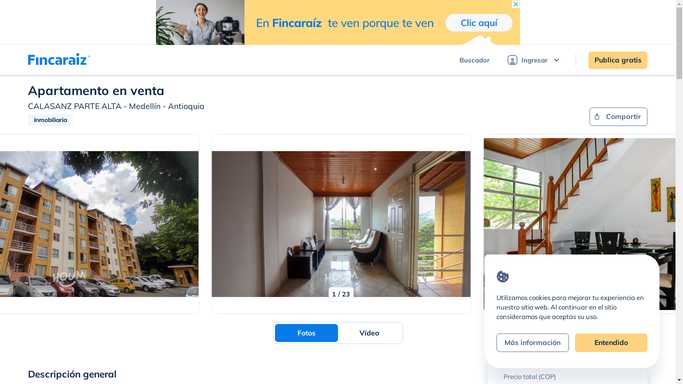 En Fincaraíz te ven porque te ven
Clic aquí
Fincaraíz
Buscador
Ingresar
Publica gratis
Apartamento en venta
CALASANZ PARTE ALTA - Medellín - Antioquia
Inmobiliaria
Compartir
1 / 23
Utilizamos cookies para mejorar tu experiencia en
nuestro sitio web. Al continuar en el sitio
consideramos que aceptas su uso.
Más información
Entendido
Fotos
Vídeo
Descripción general
Precio total (COP)